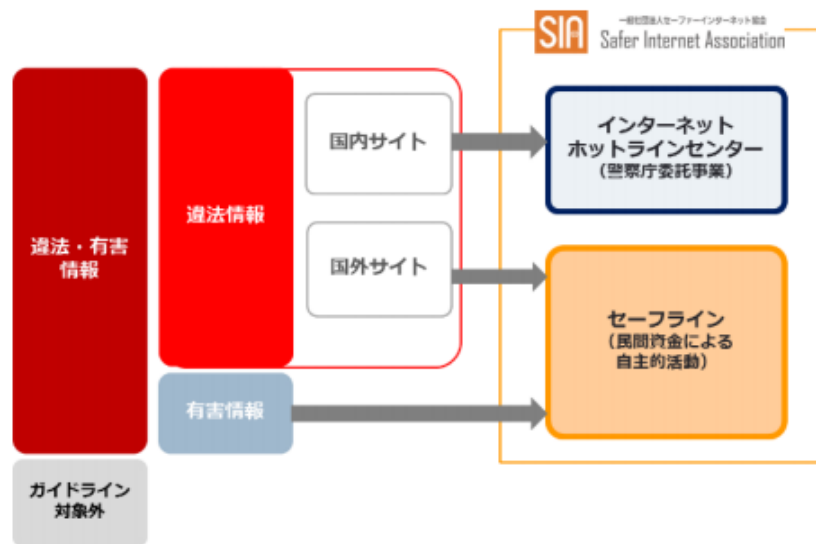 SIA
一般社団法人セーファーインターネット協会
Safer Internet Association
違法・有害
情報
違法情報
国内サイト
国外サイト
有害情報
ガイドライン
対象外
インターネット
ホットラインセンター
（警察庁委託事業）
セーフライン
（民間資金による
自主的活動）